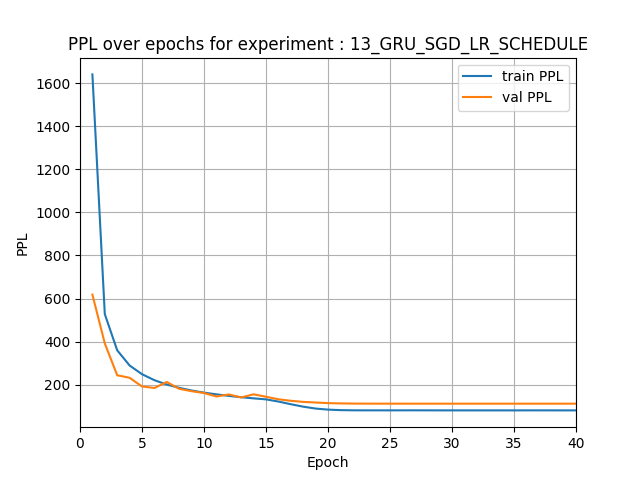 PPL over epochs for experiment : 13_GRU_SGD_LR_SCHEDULE
train PPL
val PPL
1600
1400
1200
1000
800
600
400
200
PPL
0 5 10 15 20 25 30 35 40
Epoch